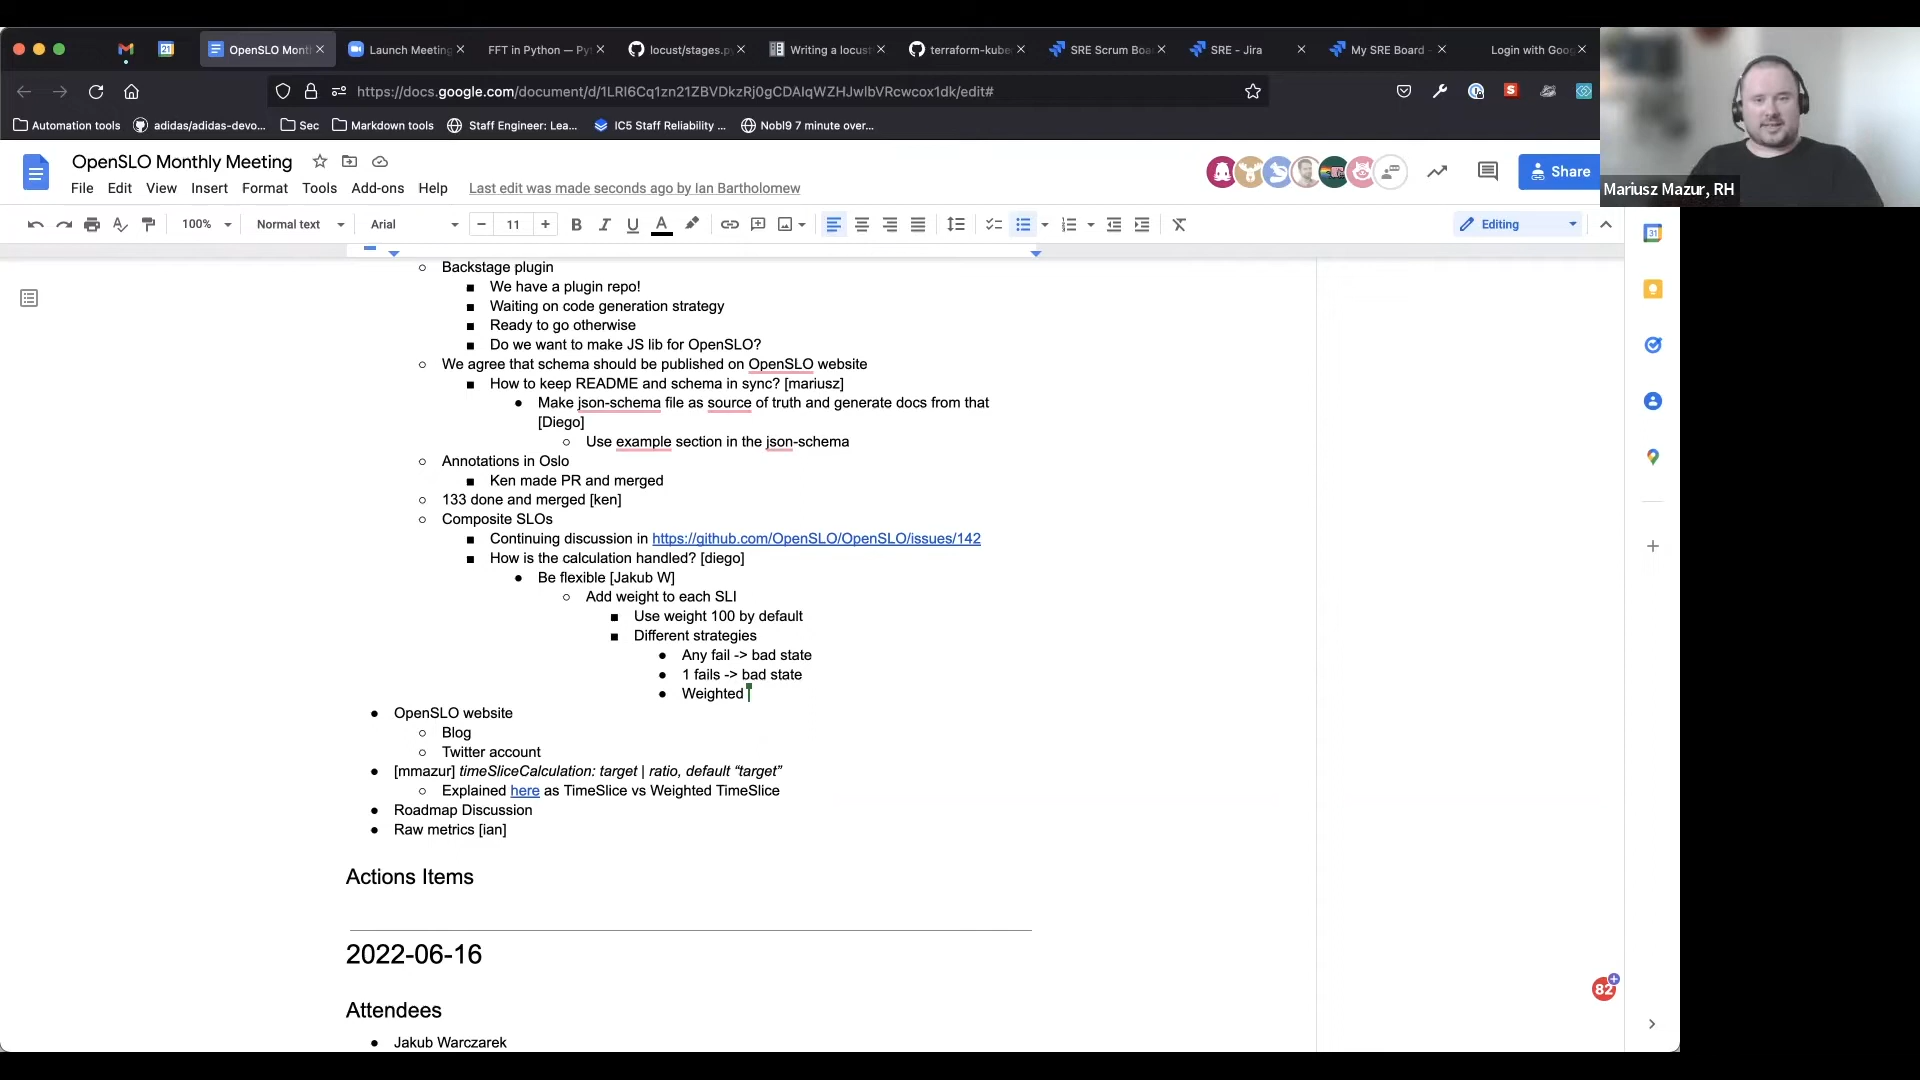 OpenSLO Mont
Launch Meeting
FFT in Python — Py
locust/stages.p
Writing a locust
terraform-kube
SRE Scrum Boa
SRE - Jira
My SRE Board -
Login with Goo
https://docs.google.com/document/d/1LRI6Cq1zn21ZBVDkzRj0gCDAIqWZHJwlbVRcwcox1dk/edit#
Automation tools
adidas/adidas-devo...
Sec
Markdown tools
Staff Engineer: Lea...
IC5 Staff Reliability ...
Nobl9 7 minute over...
OpenSLO Monthly Meeting
Share
Mariusz Mazur, RH
File Edit View Insert Format Tools Add-ons Help Last edit was made seconds ago by Ian Bartholomew
100% Normal text Arial 11 Editing
31
Backstage plugin
We have a plugin repo!
Waiting on code generation strategy
Ready to go otherwise
Do we want to make JS lib for OpenSLO?
We agree that schema should be published on OpenSLO website
How to keep README and schema in sync? [mariusz]
Make json-schema file as source of truth and generate docs from that
[Diego]
Use example section in the json-schema
Annotations in Oslo
Ken made PR and merged
133 done and merged [ken]
Composite SLOs
Continuing discussion in https://github.com/OpenSLO/OpenSLO/issues/142
How is the calculation handled? [diego]
Be flexible [Jakub W]
Add weight to each SLI
Use weight 100 by default
Different strategies
Any fail -> bad state
1 fails -> bad state
Weighted
OpenSLO website
Blog
Twitter account
[mmazur] timeSliceCalculation: target | ratio, default “target”
Explained here as TimeSlice vs Weighted TimeSlice
Roadmap Discussion
Raw metrics [ian]
Actions Items
2022-06-16
82
Attendees
Jakub Warczarek